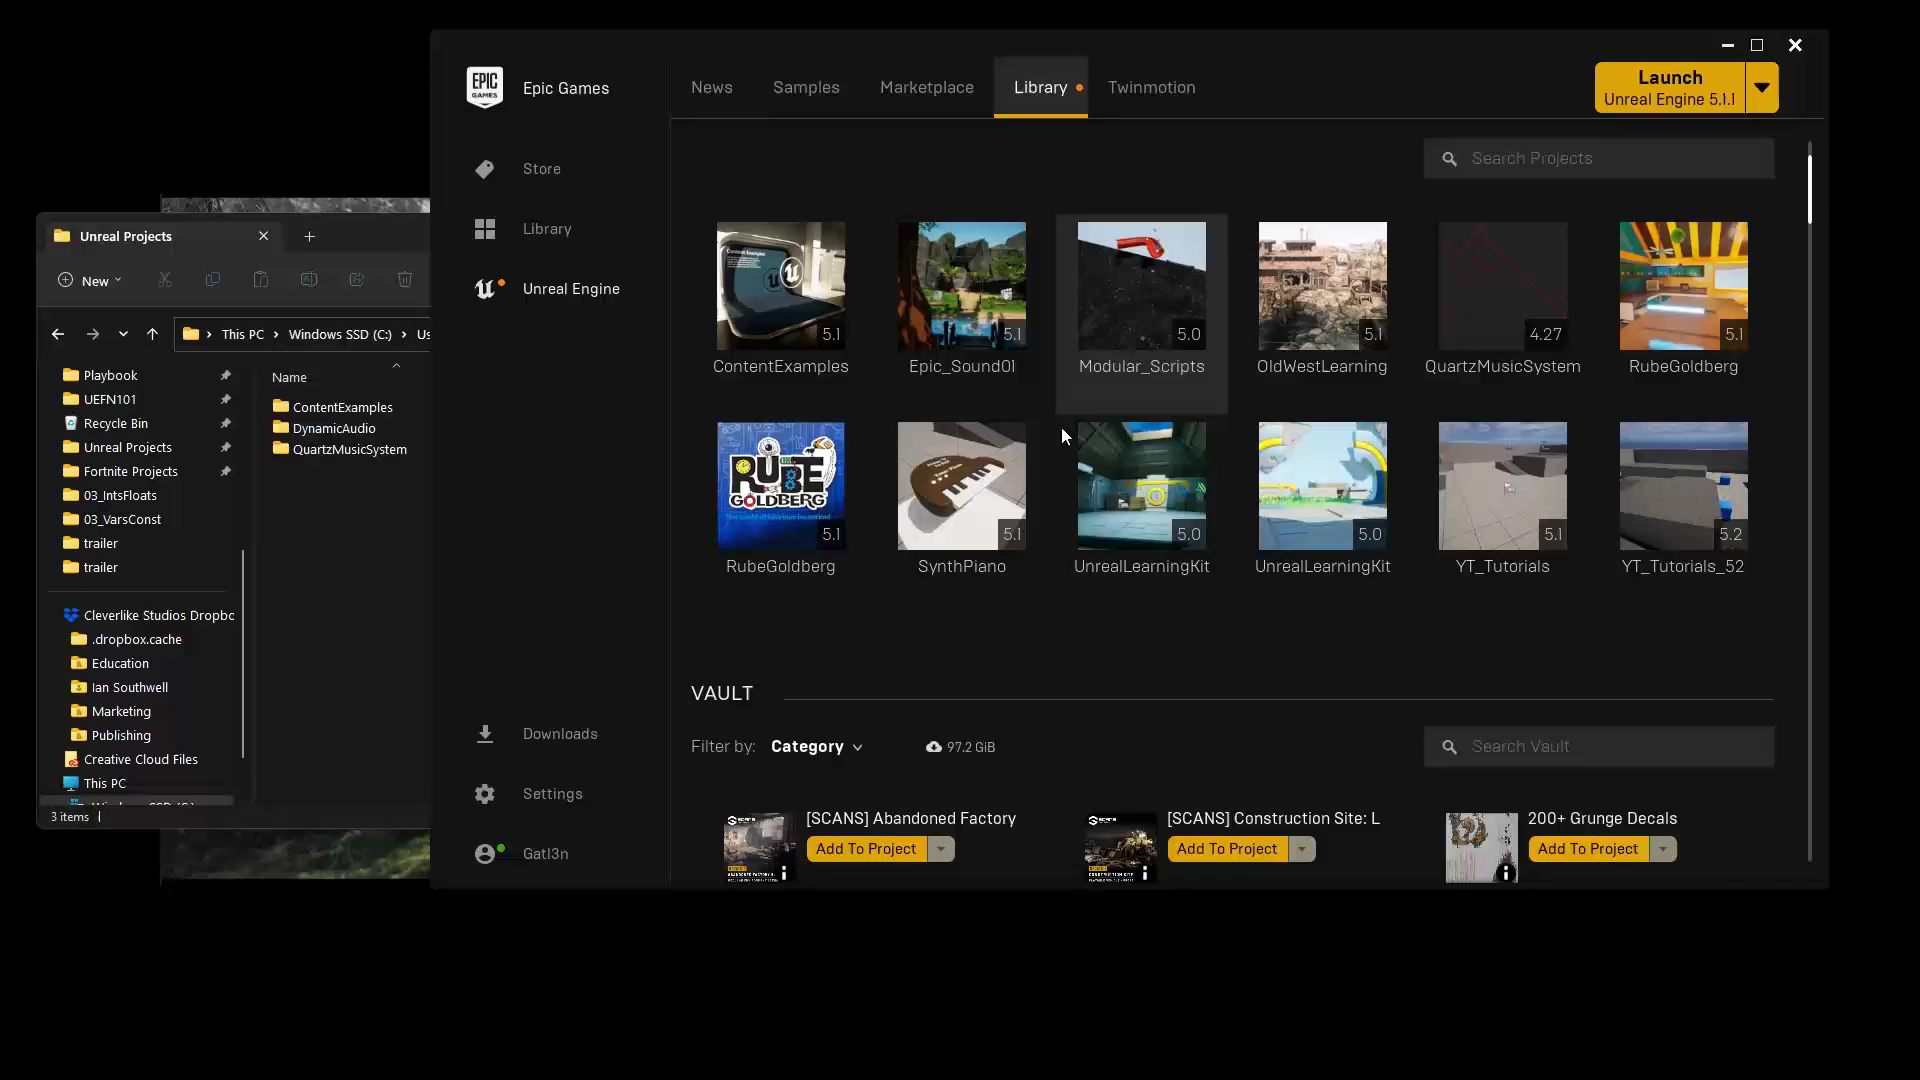 Unreal Projects
New
This PC
Windows SSD (C:)
Us
Playbook
UEFN101
Recycle Bin
Unreal Projects
Fortnite Projects
03_IntsFloats
03_VarsConst
trailer
trailer
Cleverlike Studios Dropbo
.dropbox.cache
Education
Ian Southwell
Marketing
Publishing
Creative Cloud Files
This PC
Windows SSD (C:)
Name
ContentExamples
DynamicAudio
QuartzMusicSystem
3 items
EPIC
GAMES
Epic Games
Store
Library
Unreal Engine
Downloads
Settings
Gatl3n
News
Samples
Marketplace
Library
Twinmotion
Launch
Unreal Engine 5.1.1
Search Projects
5.1
5.1
5.0
5.1
4.27
5.1
ContentExamples
Epic_Sound01
Modular_Scripts
OldWestLearning
QuartzMusicSystem
RubeGoldberg
RUBE
GOLDBERG
5.1
5.1
5.0
5.0
5.1
5.2
RubeGoldberg
SynthPiano
UnrealLearningKit
UnrealLearningKit
YT_Tutorials
YT_Tutorials_52
VAULT
Filter by:
Category
97.2 GiB
Search Vault
[SCANS] Abandoned Factory
Add To Project
[SCANS] Construction Site: L
Add To Project
200+ Grunge Decals
Add To Project